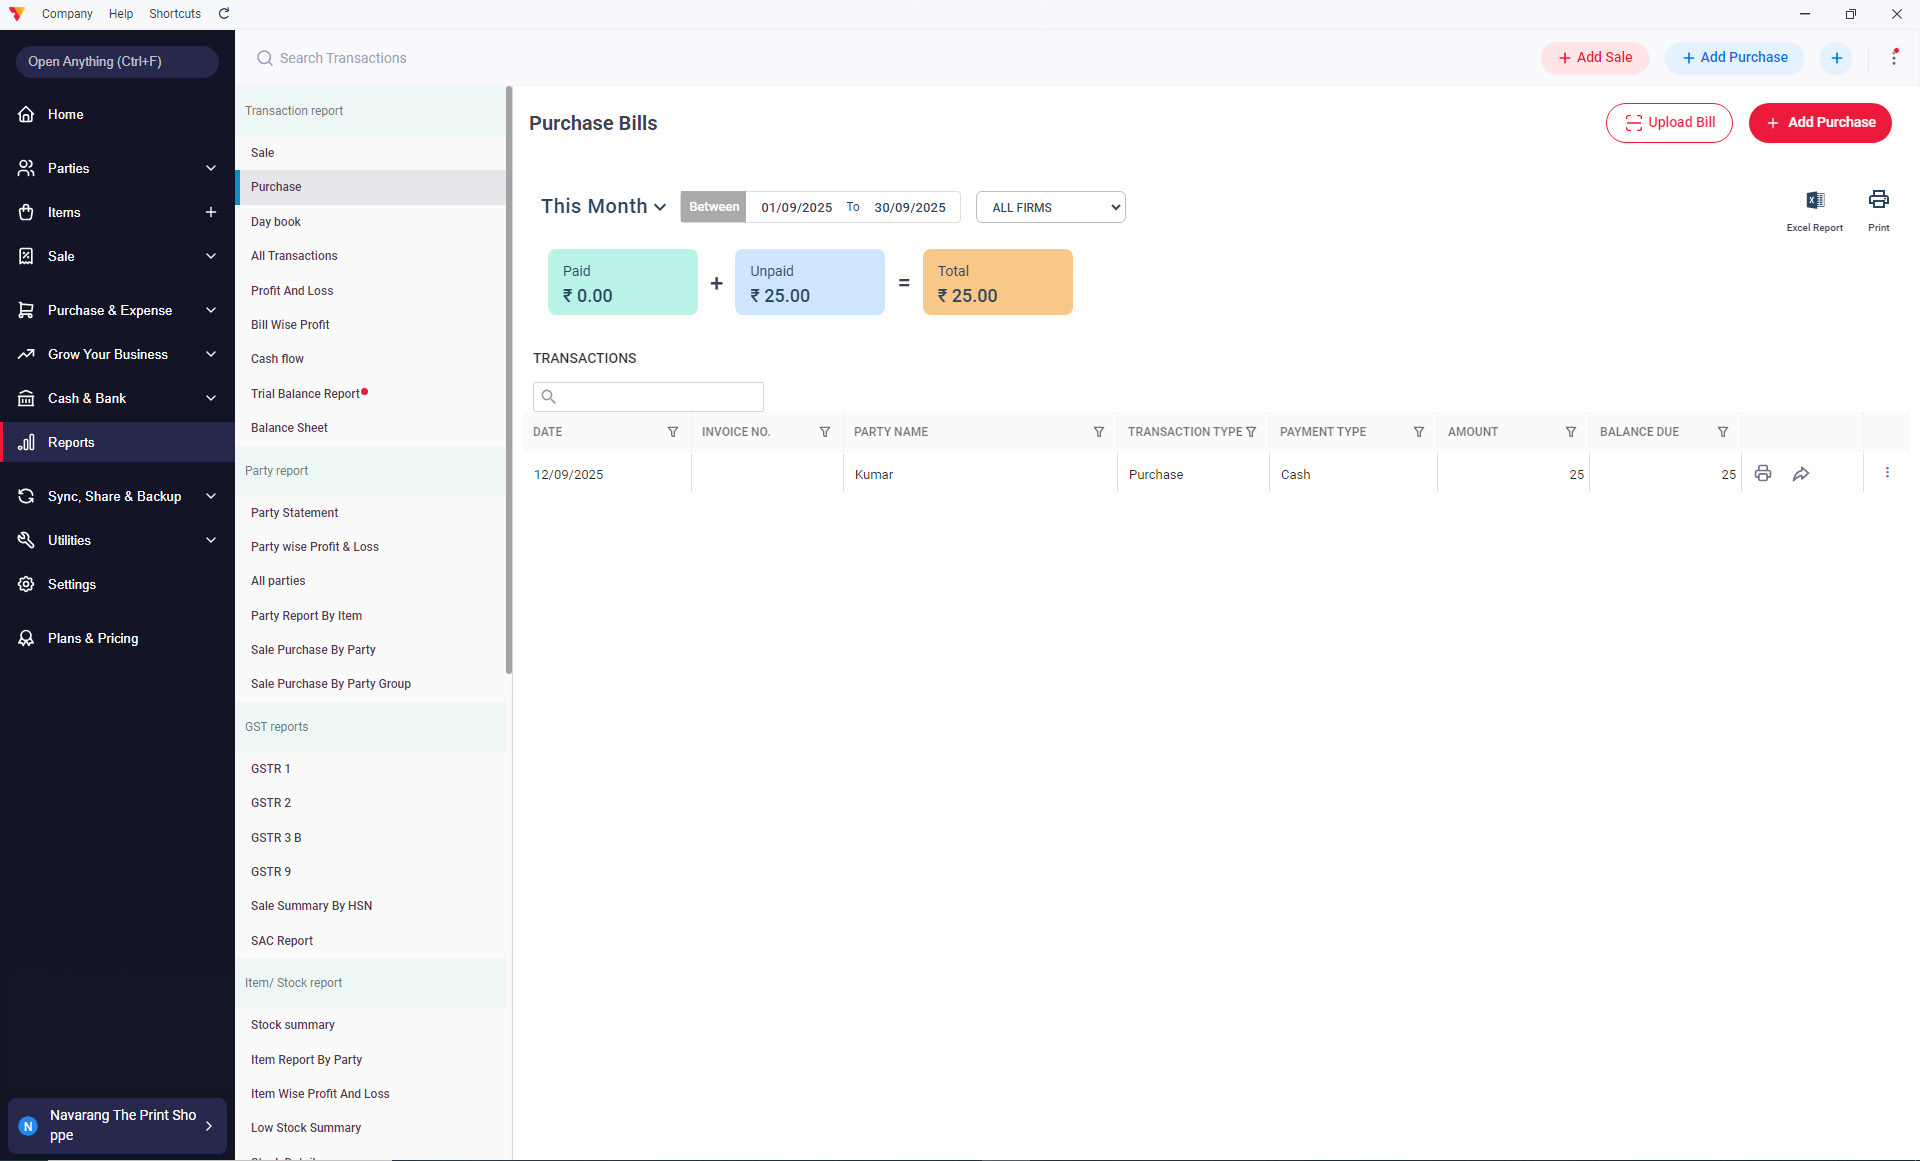 Company Help Shortcuts
Open Anything (Ctrl+F)
Home
Parties
Items
Sale
Purchase & Expense
Grow Your Business
Cash & Bank
Reports
Sync, Share & Backup
Utilities
Settings
Plans & Pricing
N
Navarang The Print Sho
ppe
Search Transactions
+ Add Sale
+ Add Purchase
+
Transaction report
Sale
Purchase
Day book
All Transactions
Profit And Loss
Bill Wise Profit
Cash flow
Trial Balance Report
Balance Sheet
Party report
Party Statement
Party wise Profit & Loss
All parties
Party Report By Item
Sale Purchase By Party
Sale Purchase By Party Group
GST reports
GSTR 1
GSTR 2
GSTR 3 B
GSTR 9
Sale Summary By HSN
SAC Report
Item/ Stock report
Stock summary
Item Report By Party
Item Wise Profit And Loss
Low Stock Summary
Purchase Bills
Upload Bill
+ Add Purchase
This Month
Between 01/09/2025 To 30/09/2025
ALL FIRMS
Excel Report
Print
Paid
₹ 0.00
+
Unpaid
₹ 25.00
=
Total
₹ 25.00
TRANSACTIONS
DATE INVOICE NO. PARTY NAME TRANSACTION TYPE PAYMENT TYPE AMOUNT BALANCE DUE
12/09/2025 Kumar Purchase Cash 25 25